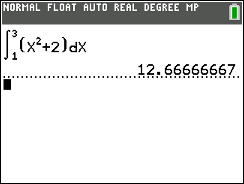 NORMAL FLOAT AUTO REAL DEGREE MP
∫₁³(X²+2)dX
12.66666667